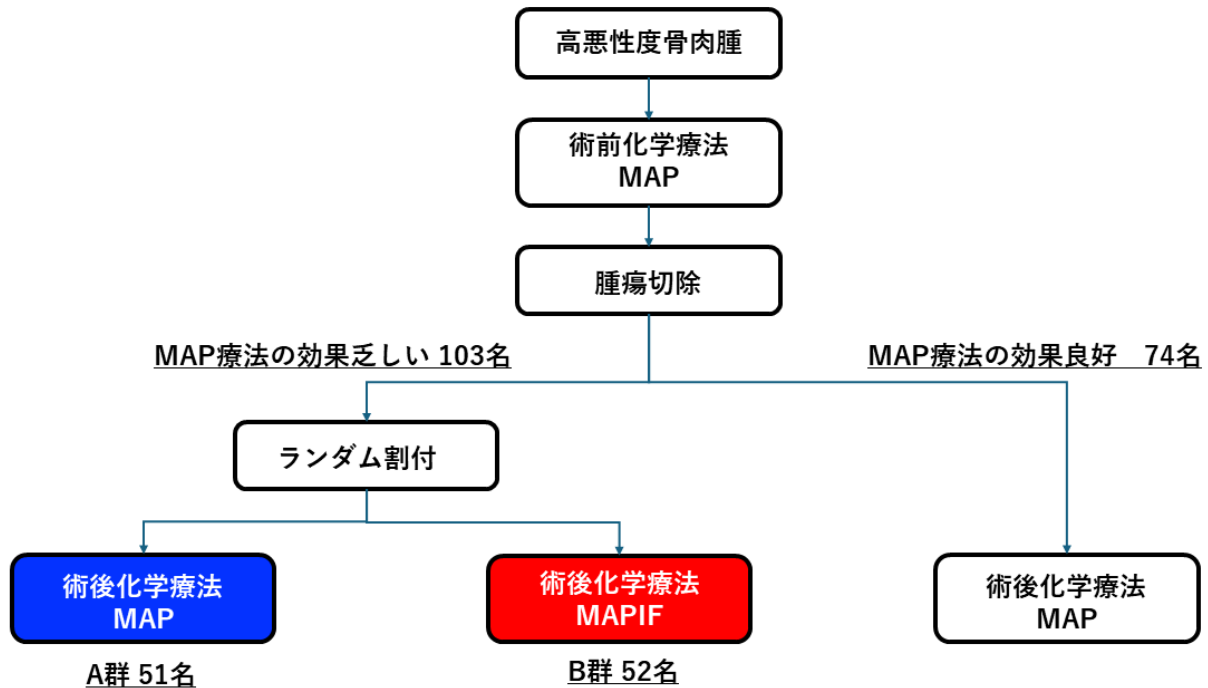 高悪性度骨肉腫
術前化学療法
MAP
腫瘍切除
MAP療法の効果乏しい 103名
MAP療法の効果良好　74名
ランダム割付
術後化学療法
MAP
術後化学療法
MAPIF
術後化学療法
MAP
A群 51名
B群 52名